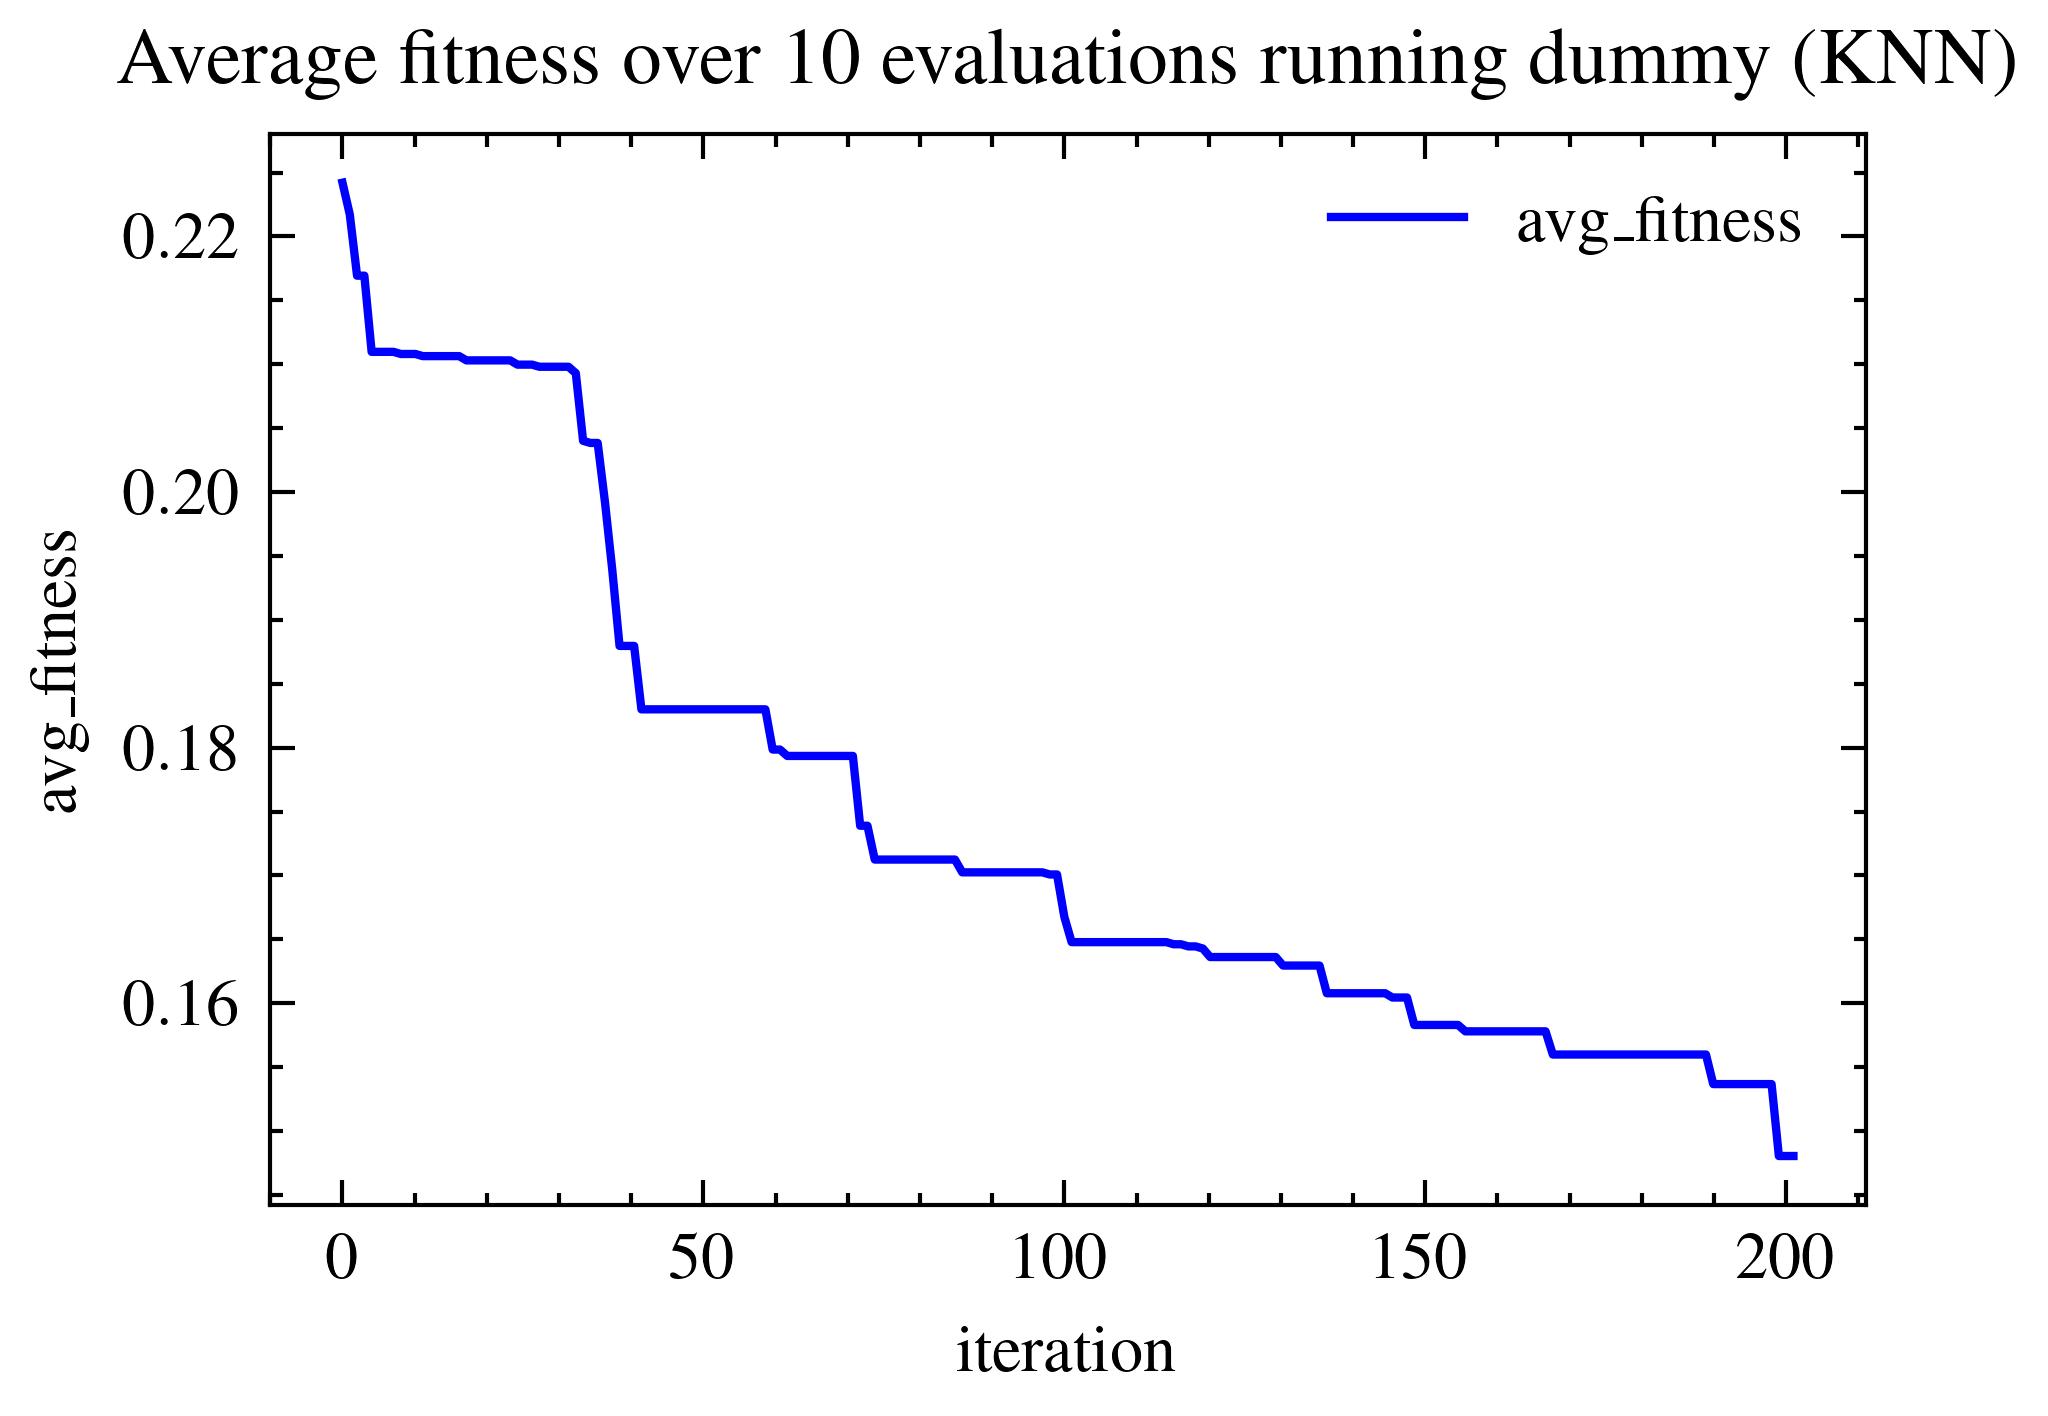 Average fitness over 10 evaluations running dummy (KNN)
avg_fitness
0.22
0.20
0.18
0.16
avg_fitness
0
50
100
150
200
iteration